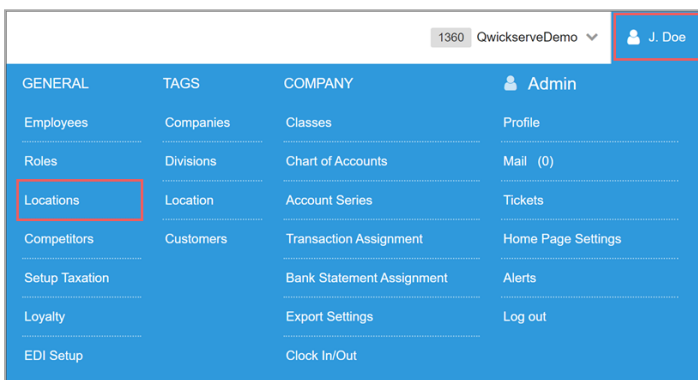 1360 QwickserveDemo J. Doe
GENERAL TAGS COMPANY Admin
Employees Companies Classes Profile
Roles Divisions Chart of Accounts Mail (0)
Locations Location Account Series Tickets
Competitors Customers Transaction Assignment Home Page Settings
Setup Taxation Bank Statement Assignment Alerts
Loyalty Export Settings Log out
EDI Setup Clock In/Out